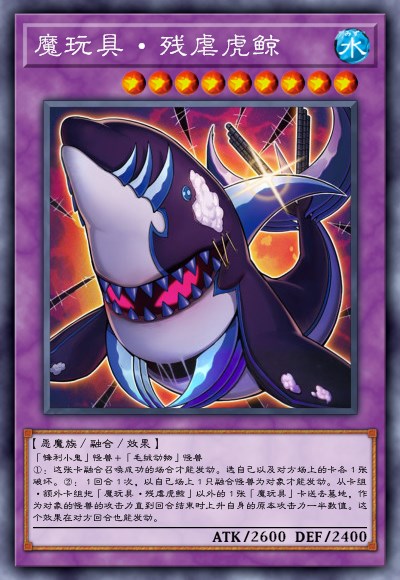 魔玩具・残虐虎鲸
水
【恶魔族／融合／效果】
「锋利小鬼」怪兽＋「毛绒动物」怪兽
①：这张卡融合召唤成功的场合才能发动。选自己以及对方场上的卡各1张
破坏。②：1回合1次，以自己场上1只融合怪兽为对象才能发动。从卡组
・额外卡组把「魔玩具・残虐虎鲸」以外的1张「魔玩具」卡送去墓地，作
为对象的怪兽的攻击力直到回合结束时上升自身的原本攻击力一半数值。这
个效果在对方回合也能发动。
ATK/2600 DEF/2400